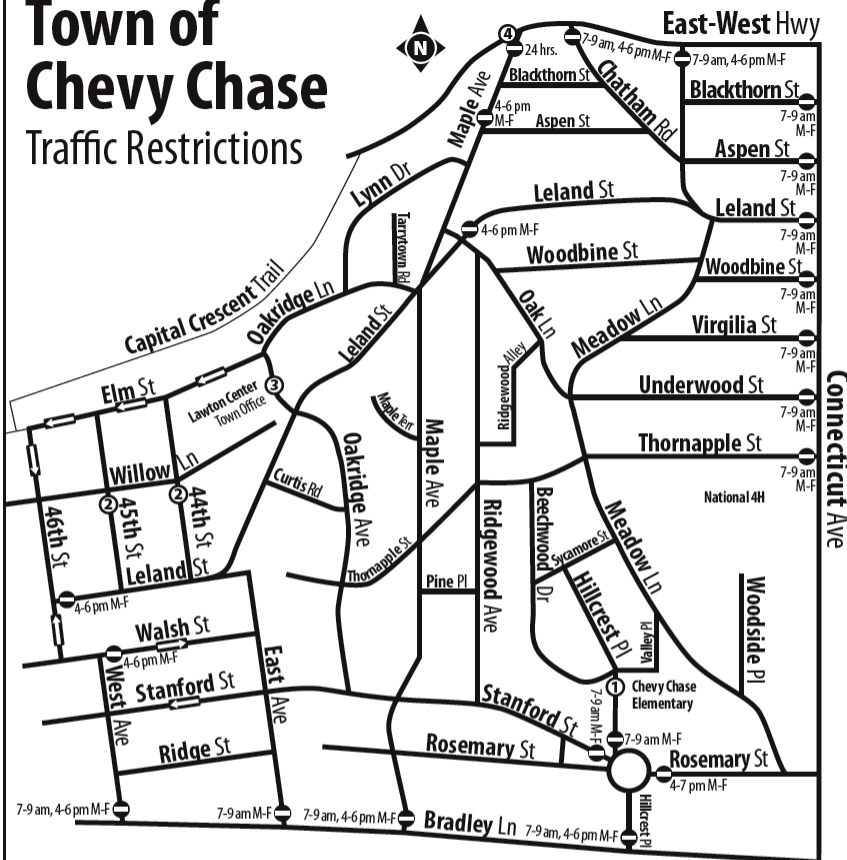 Town of
Chevy Chase
Traffic Restrictions
N
East-West Hwy
4
24 hrs.
7-9 am, 4-6 pm M-F
7-9 am, 4-6 pm M-F
Blackthorn St
Chatham Rd
Blackthorn St
7-9 am
M-F
Maple Ave
4-6 pm
M-F
Aspen St
Aspen St
7-9 am
M-F
Lynn Dr
Leland St
Leland St
7-9 am
M-F
Tarrytown Rd
4-6 pm M-F
Woodbine St
Woodbine St
7-9 am
M-F
Capital Crescent Trail
Oakridge Ln
Leland St
Oak Ln
Meadow Ln
Virgilia St
7-9 am
M-F
Ridgewood Alley
Elm St
Lawton Center
Town Office
3
Underwood St
7-9 am
M-F
Connecticut Ave
Maple Terr
Maple Ave
Oakridge Ave
Thornapple St
7-9 am
M-F
Willow Ln
Curtis Rd
National 4H
2
2
46th St
45th St
44th St
Ridgewood Ave
Beechwood Dr
Meadow Ln
Sycamore St
Thornapple St
Leland St
Pine Pl
Hillcrest Pl
Valley Pl
Woodside Pl
4-6 pm M-F
Walsh St
4-6 pm M-F
West Ave
East Ave
Stanford St
1
Chevy Chase
Elementary
7-9 am M-F
Stanford St
7-9 am M-F
Ridge St
Rosemary St
Rosemary St
4-7 pm M-F
7-9 am, 4-6 pm M-F
7-9 am M-F
7-9 am, 4-6 pm M-F
Bradley Ln
7-9 am, 4-6 pm M-F
Hillcrest Pl